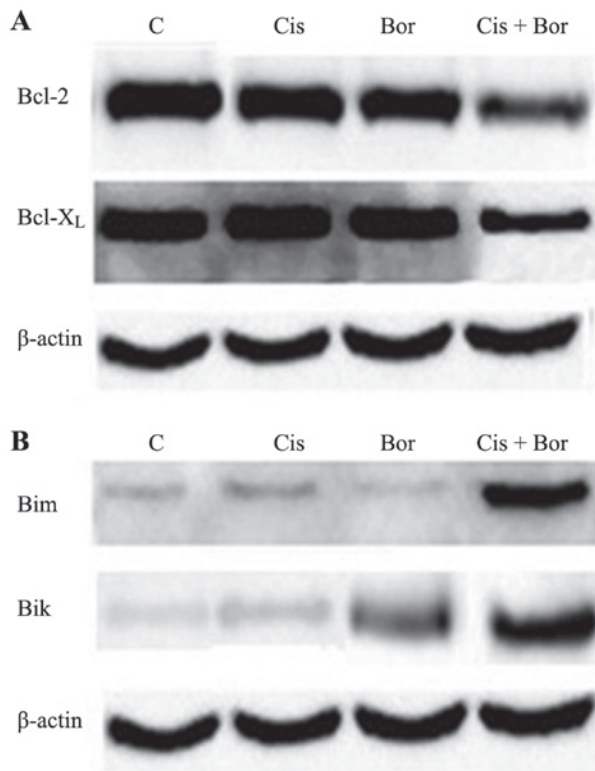 A
C Cis Bor Cis + Bor
Bcl-2
Bcl-XL
β-actin
B
C Cis Bor Cis + Bor
Bim
Bik
β-actin